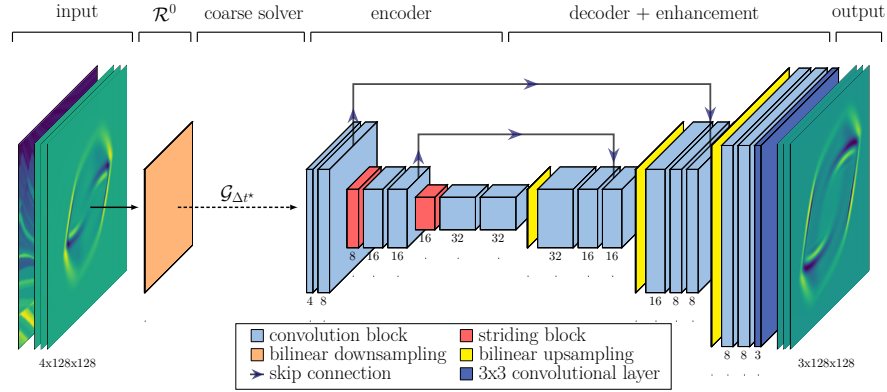 input
R^0
coarse solver
encoder
decoder + enhancement
output
G_Δt⋆
4x128x128
4 8
8 16 16
16 32 32
32 16 16
16 8 8
8 8 3
3x128x128
convolution block
striding block
bilinear downsampling
bilinear upsampling
skip connection
3x3 convolutional layer